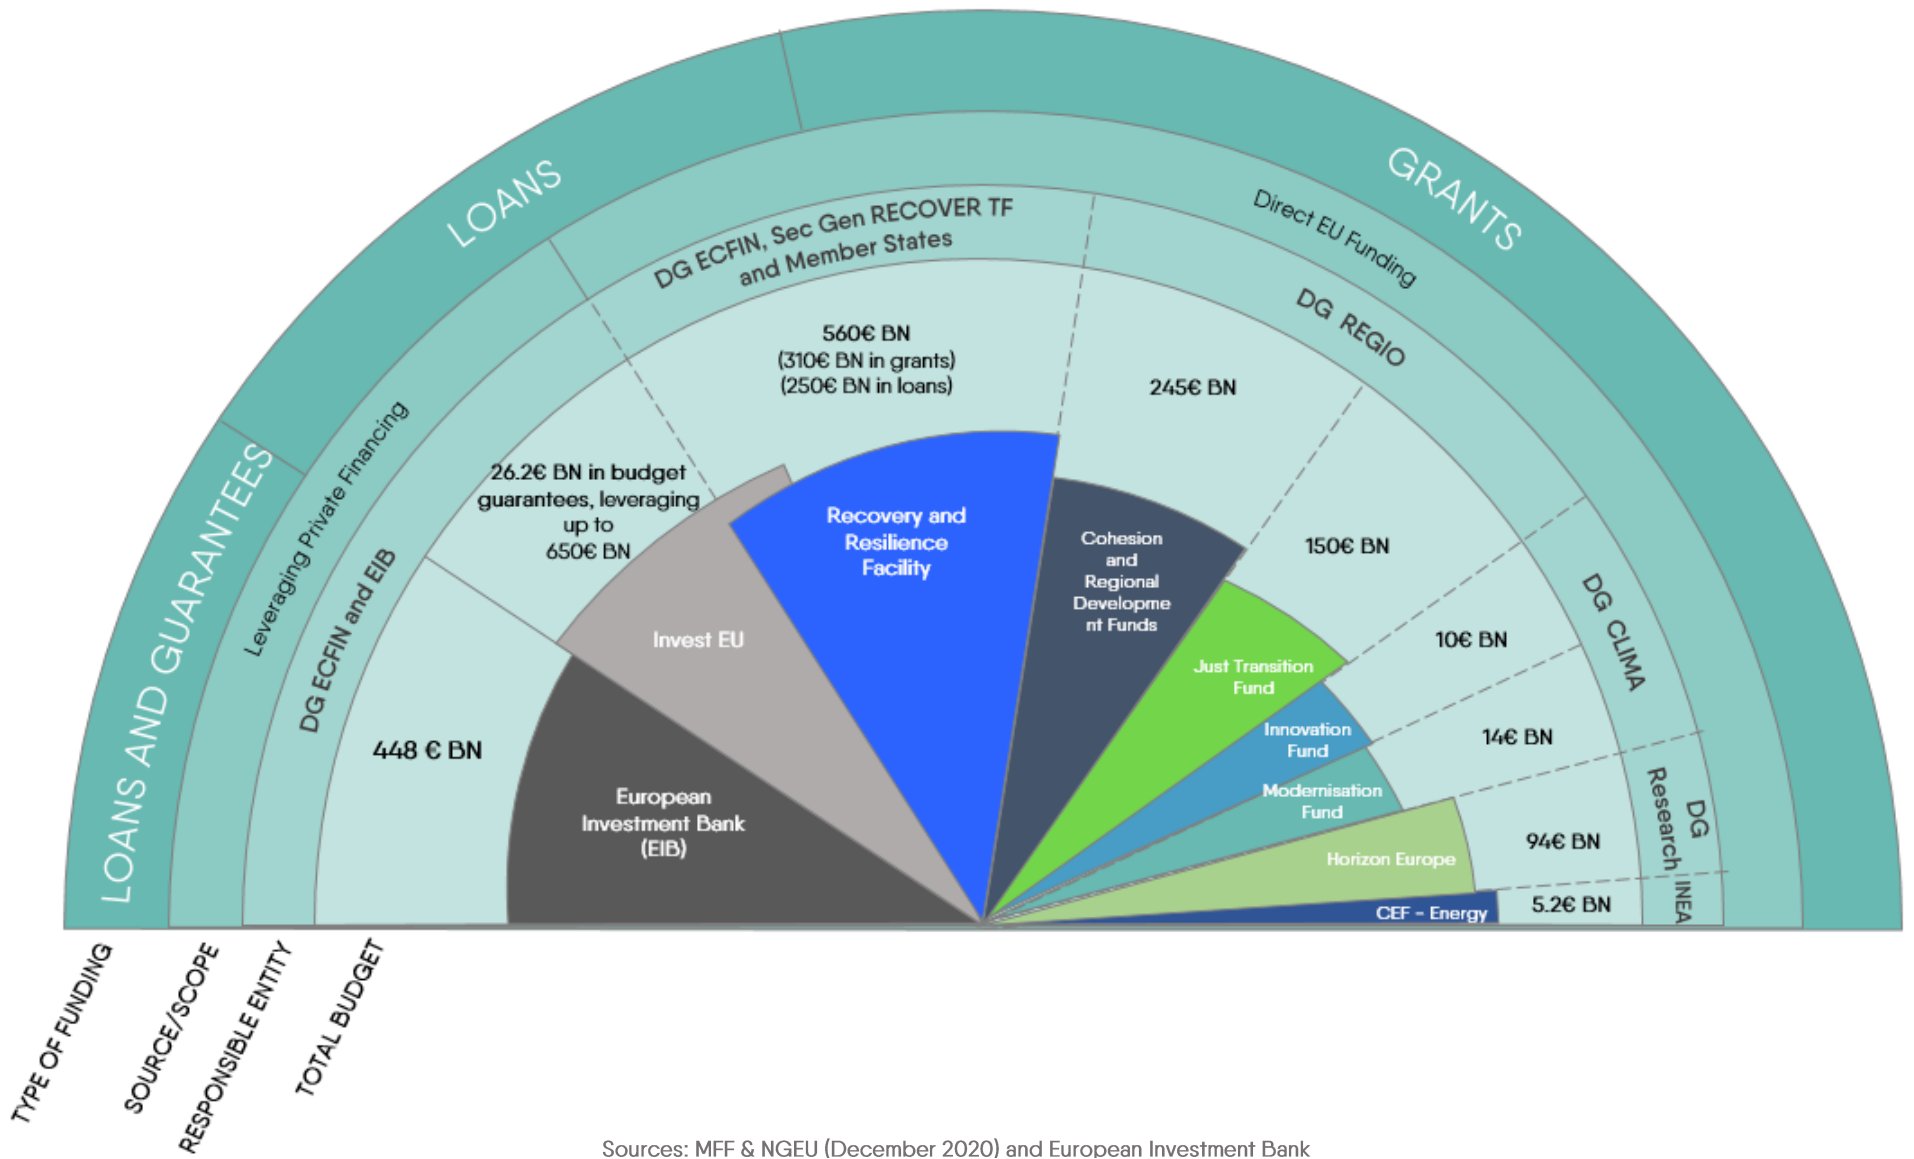 LOANS AND GUARANTEES
LOANS
GRANTS
Leveraging Private Financing
Direct EU Funding
DG ECFIN and EIB
DG ECFIN, Sec Gen RECOVER TF
and Member States
DG REGIO
DG CLIMA
DG
Research
INEA
448 € BN
26.2€ BN in budget
guarantees, leveraging
up to
650€ BN
560€ BN
(310€ BN in grants)
(250€ BN in loans)
245€ BN
150€ BN
10€ BN
14€ BN
94€ BN
5.2€ BN
European
Investment Bank
(EIB)
Invest EU
Recovery and
Resilience
Facility
Cohesion
and
Regional
Developme
nt Funds
Just Transition
Fund
Innovation
Fund
Modernisation
Fund
Horizon Europe
CEF - Energy
TYPE OF FUNDING
SOURCE/SCOPE
RESPONSIBLE ENTITY
TOTAL BUDGET
Sources: MFF & NGEU (December 2020) and European Investment Bank